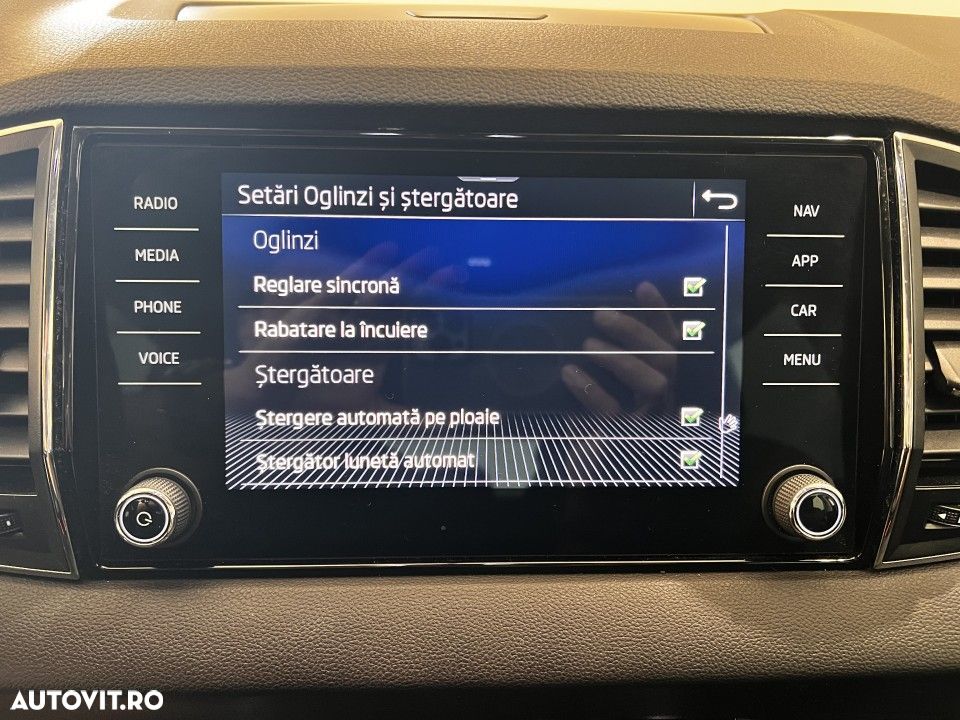 RADIO
MEDIA
PHONE
VOICE
Setări Oglinzi și ștergătoare
Oglinzi
Reglare sincronă
Rabatare la încuiere
Ștergătoare
Ștergere automată pe ploaie
Ștergător lunetă automat
NAV
APP
CAR
MENU
AUTOVIT.RO